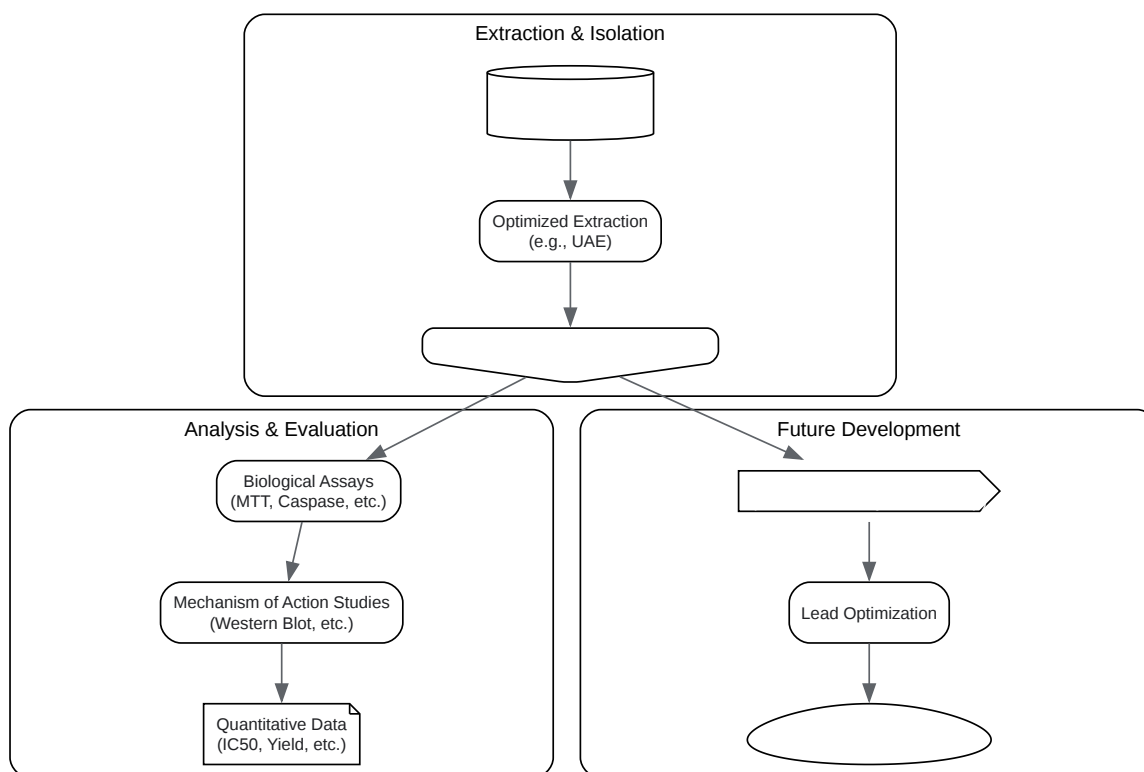 Extraction & Isolation
Optimized Extraction
(e.g., UAE)
Analysis & Evaluation
Biological Assays
(MTT, Caspase, etc.)
Mechanism of Action Studies
(Western Blot, etc.)
Quantitative Data
(IC50, Yield, etc.)
Future Development
Lead Optimization